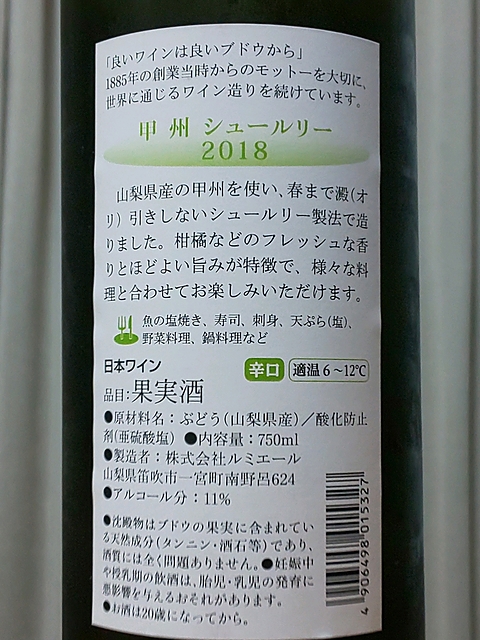 「良いワインは良いブドウから」
1885年の創業当時からのモットーを大切に、
世界に通じるワイン造りを続けています。
甲州 シュールリー
2018
山梨県産の甲州を使い、春まで澱(オ
リ）引きしないシュールリー製法で造
りました。柑橘などのフレッシュな香
りとほどよい旨みが特徴で、様々な料
理と合わせてお楽しみいただけます。
魚の塩焼き、寿司、刺身、天ぷら(塩)、
野菜料理、鍋料理など
日本ワイン 辛口 適温 6～12℃
品目:果実酒
●原材料名：ぶどう(山梨県産)／酸化防止
剤(亜硫酸塩) ●内容量：750ml
●製造者：株式会社ルミエール
山梨県笛吹市一宮町南野呂624
●アルコール分：11%
●沈殿物はブドウの果実に含まれてい
る天然成分(タンニン・酒石等)であり、
酒質には全く問題ありません。●妊娠中
や授乳期の飲酒は、胎児・乳児の発育に
悪影響を与えるおそれがあります。
●お酒は20歳になってから。
4 906498 015327